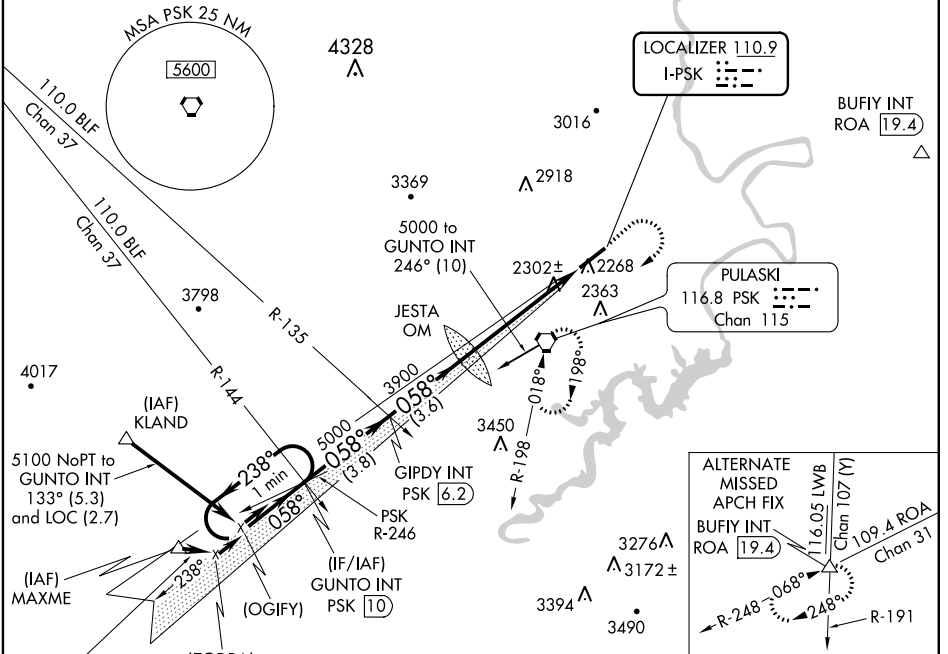 MSA PSK 25 NM
5600
4328
LOCALIZER 110.9
I-PSK
110.0 BLF
Chan 37
3016
BUFIY INT
ROA 19.4
2918
3369
110.0 BLF
Chan 37
5000 to
GUNTO INT
246° (10)
2302±
2268
2363
PULASKI
116.8 PSK
Chan 115
3798
R-135
JESTA
OM
4017
R-144
3900
058°
(3.6)
018°
198°
(IAF)
KLAND
5000
058°
(3.8)
3450
R-198
5100 NoPT to
GUNTO INT
133° (5.3)
and LOC (2.7)
238°
1 min
058°
GIPDY INT
PSK 6.2
PSK
R-246
(IAF)
MAXME
238°
(OGIFY)
(IF/IAF)
GUNTO INT
PSK 10
3276
3172±
3394
3490
ALTERNATE
MISSED
APCH FIX
BUFIY INT
ROA 19.4
116.05 LWB
Chan 107 (Y)
109.4 ROA
Chan 31
R-248
068°
248°
R-191